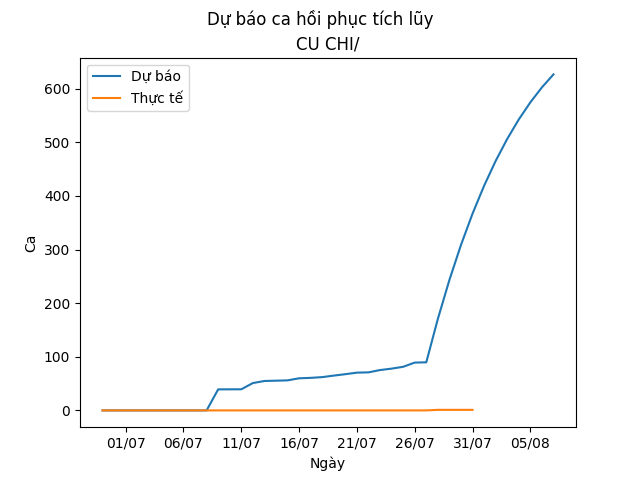 Dự báo ca hồi phục tích lũy
CU CHI/
Dự báo
Thực tế
Ca
600
500
400
300
200
100
0
01/07 06/07 11/07 16/07 21/07 26/07 31/07 05/08
Ngày